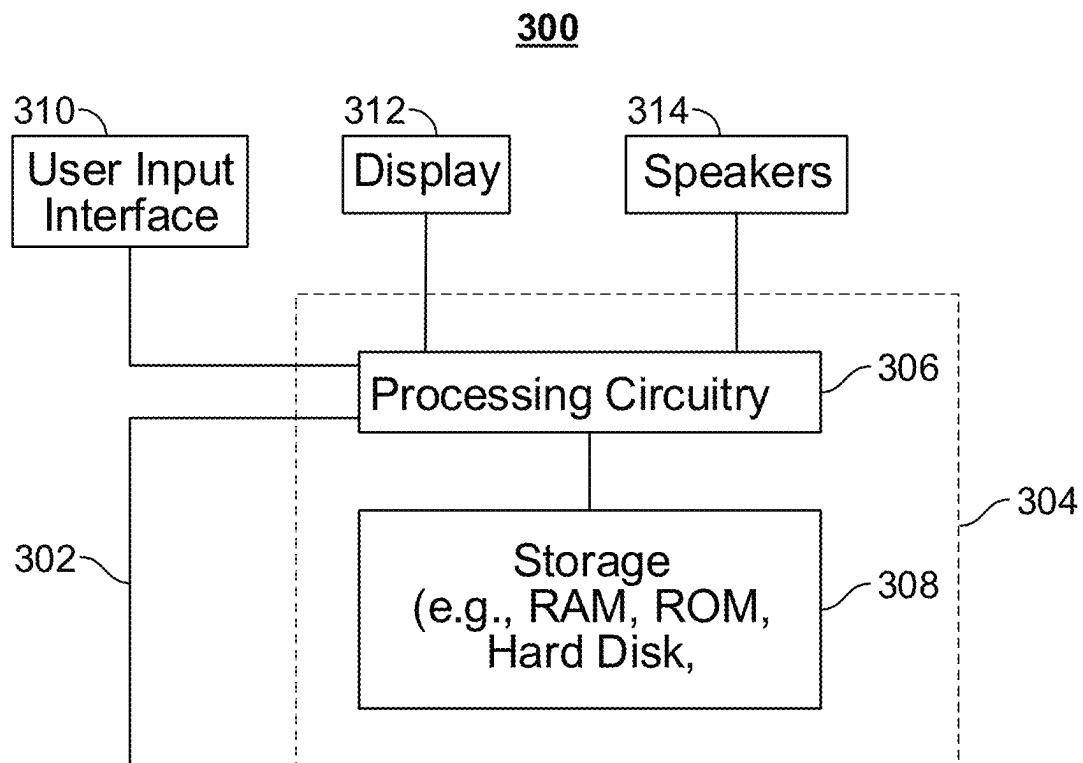 300
310
User Input
Interface
312
Display
314
Speakers
Processing Circuitry
306
304
302
Storage
(e.g., RAM, ROM,
Hard Disk,
308